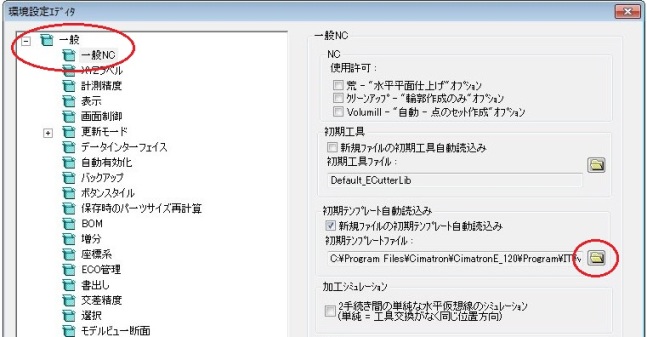 環境設定ｴﾃﾞｨﾀ
一般
一般NC
XYZラベル
計測精度
表示
画面制御
更新モード
データインターフェイス
自動有効化
バックアップ
ボタンスタイル
保存時のパーツサイズ再計算
BOM
増分
座標系
ECO管理
書出し
交差精度
選択
モデルビュー断面
一般NC
NC
使用許可：
荒 - "水平平面仕上げ" ｵﾌﾟｼｮﾝ
ｸﾘｰﾝｱｯﾌﾟ - "輪郭作成のみ" ｵﾌﾟｼｮﾝ
Volumill - "自動 - 点のｾｯﾄ作成" ｵﾌﾟｼｮﾝ
初期工具
新規ﾌｧｲﾙの初期工具自動読込み
初期工具ファイル：
Default_ECutterLib
初期ﾃﾝﾌﾟﾚｰﾄ自動読込み
新規ﾌｧｲﾙの初期ﾃﾝﾌﾟﾚｰﾄ自動読込み
初期ﾃﾝﾌﾟﾚｰﾄﾌｧｲﾙ：
C:¥Program Files¥Cimatron¥CimatronE_120¥Program¥IT
加工ｼﾐｭﾚｰｼｮﾝ
2手続き間の単純な水平仮想線のｼﾐｭﾚｰｼｮﾝ
(単純 = 工具交換がなく同じ位置方向)